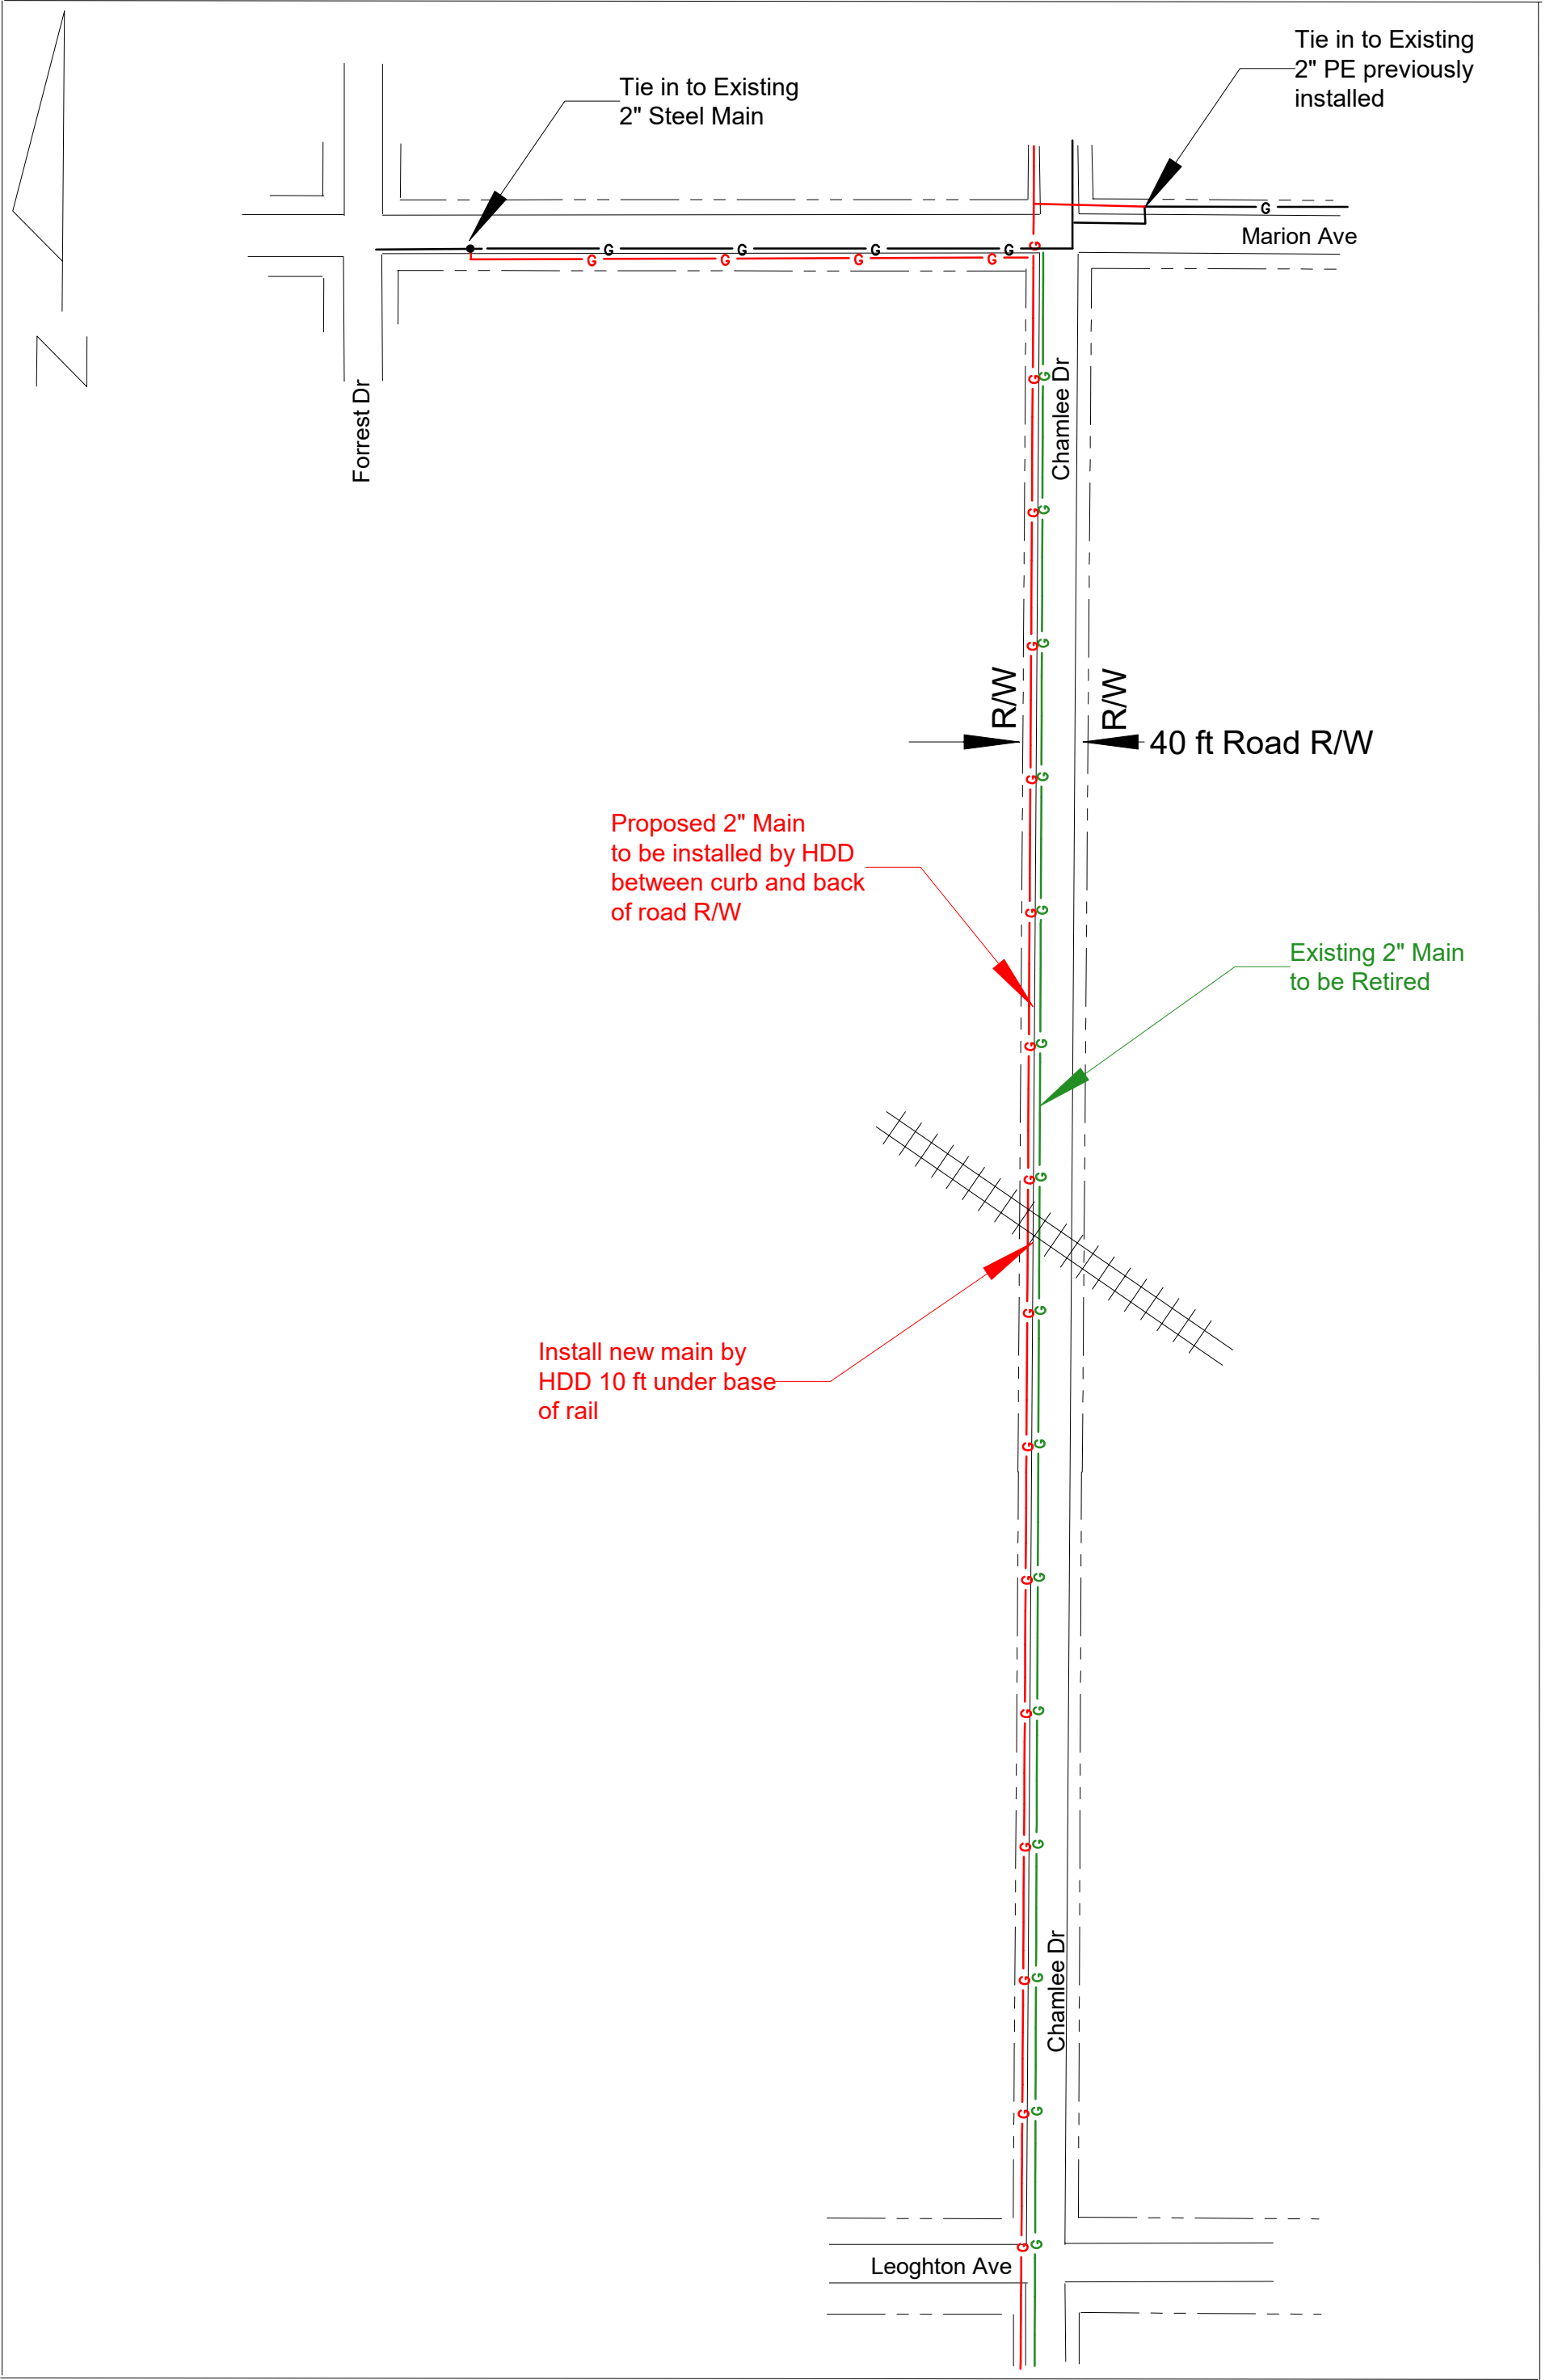 Tie in to Existing
2" PE previously
installed
Tie in to Existing
2" Steel Main
G
Marion Ave
G G G G
G G G G
G
N
Forrest Dr
Chamlee Dr
G G
G G
G G
R/W
R/W
40 ft Road R/W
G G
Proposed 2" Main
to be installed by HDD
between curb and back
of road R/W
G G
Existing 2" Main
to be Retired
G G
G G
G G
Install new main by
HDD 10 ft under base
of rail
G G
G G
G G
G G
Chamlee Dr
G G
G G
G G
Leoghton Ave